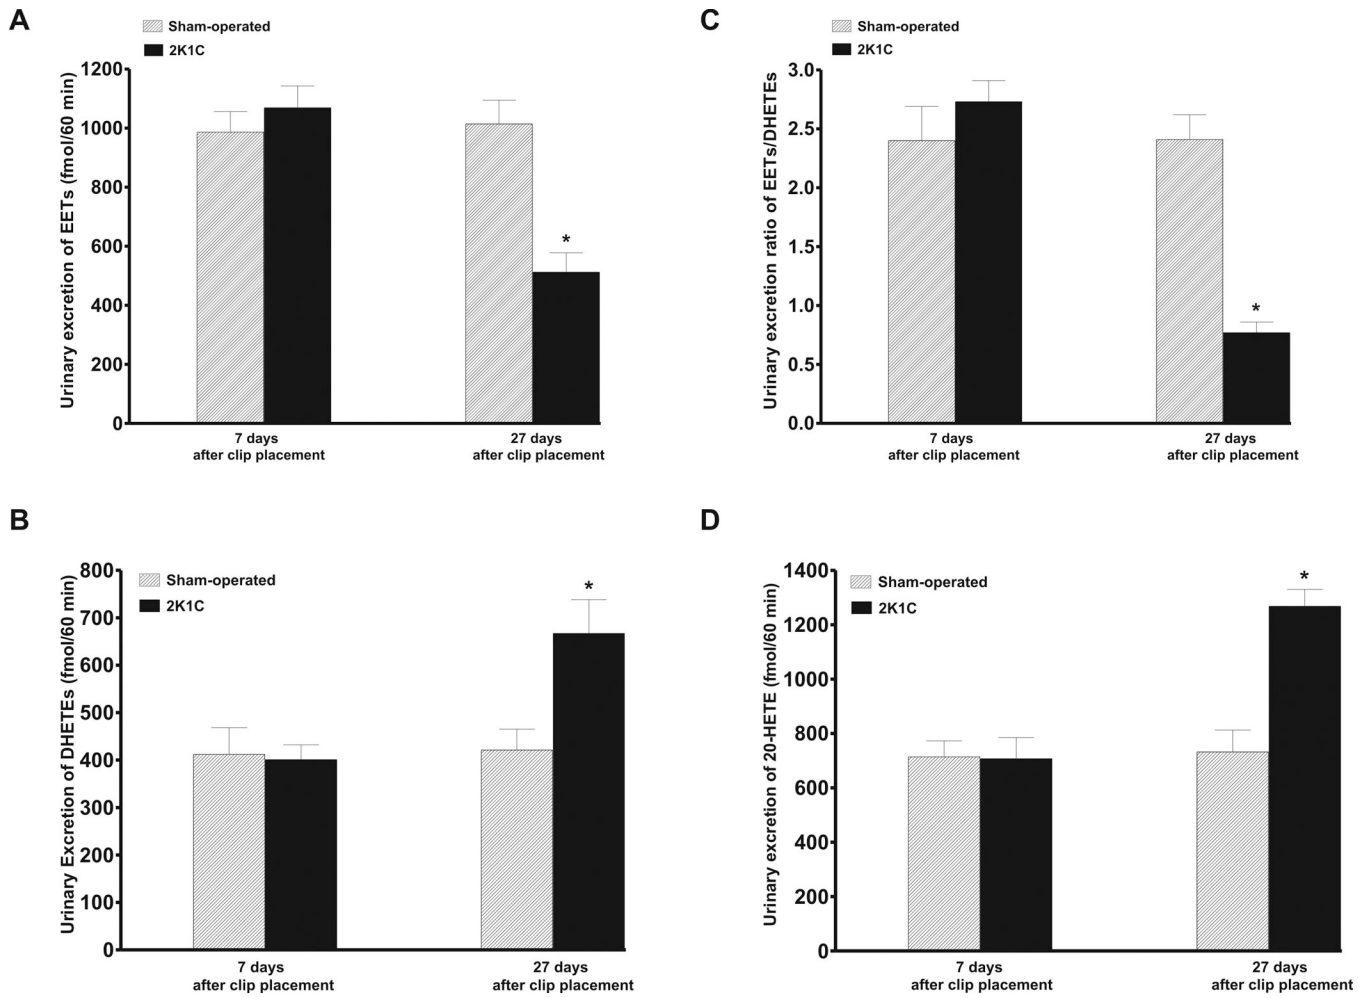 A
Sham-operated
2K1C
Urinary excretion of EETs (fmol/60 min)
1200
1000
800
600
400
200
0
*
7 days
after clip placement
27 days
after clip placement
C
Sham-operated
2K1C
Urinary excretion ratio of EETs/DHETEs
3.0
2.5
2.0
1.5
1.0
0.5
0.0
*
7 days
after clip placement
27 days
after clip placement
B
Sham-operated
2K1C
Urinary Excretion of DHETEs (fmol/60 min)
800
700
600
500
400
300
200
100
0
*
7 days
after clip placement
27 days
after clip placement
D
Sham-operated
2K1C
Urinary excretion of 20-HETE (fmol/60 min)
1400
1200
1000
800
600
400
200
0
*
7 days
after clip placement
27 days
after clip placement